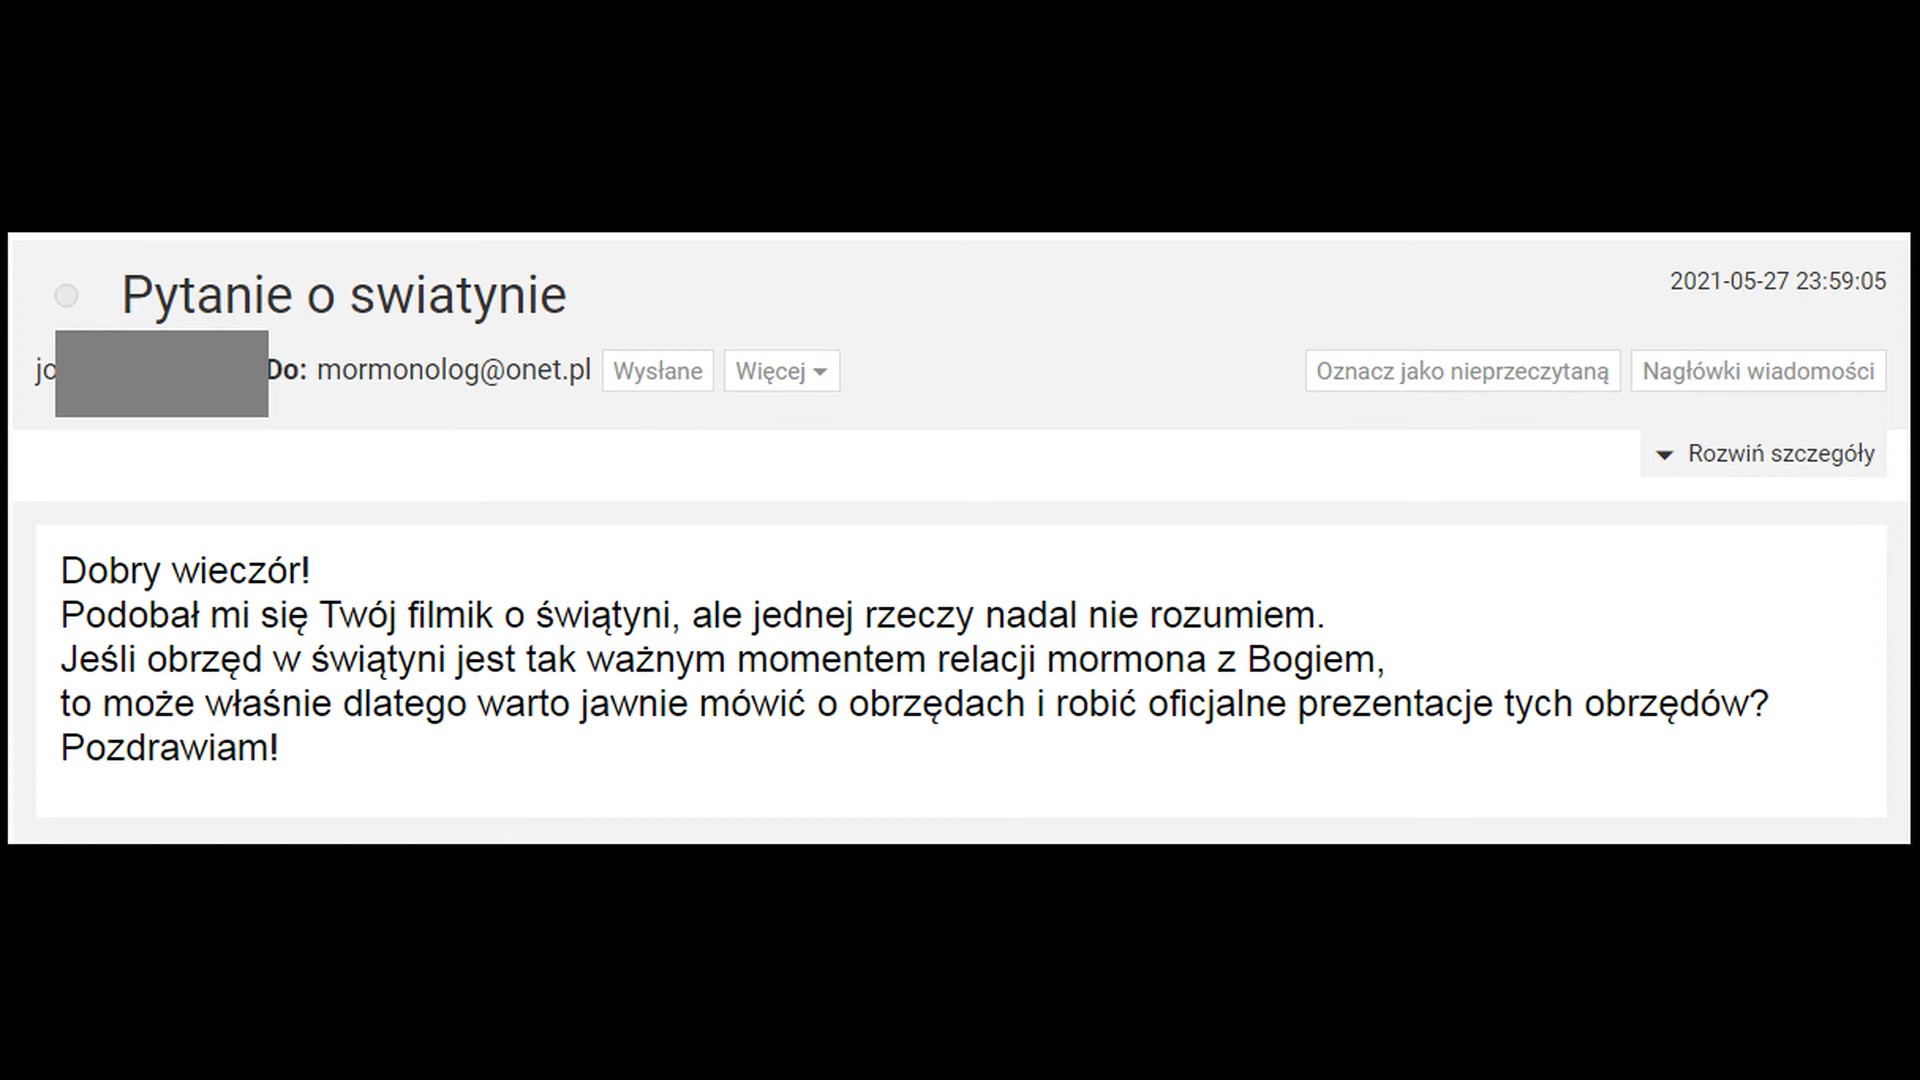 Pytanie o swiatynie
2021-05-27 23:59:05
jo Do: mormonolog@onet.pl Wysłane Więcej Oznacz jako nieprzeczytaną Nagłówki wiadomości
Rozwiń szczegóły
Dobry wieczór!
Podobał mi się Twój filmik o świątyni, ale jednej rzeczy nadal nie rozumiem.
Jeśli obrzęd w świątyni jest tak ważnym momentem relacji mormona z Bogiem,
to może właśnie dlatego warto jawnie mówić o obrzędach i robić oficjalne prezentacje tych obrzędów?
Pozdrawiam!